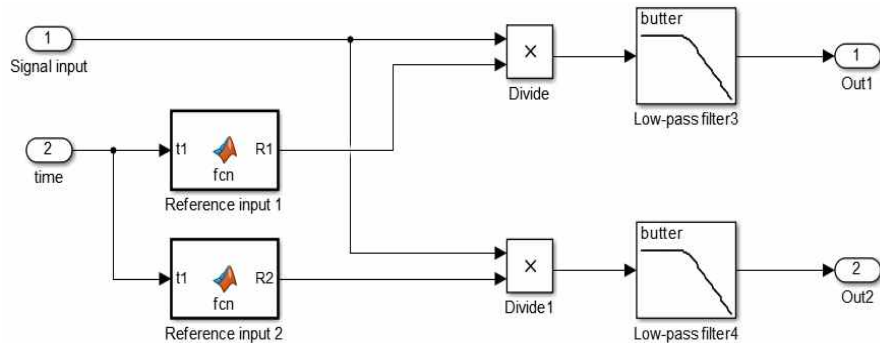 1
Signal input
×
Divide
butter
Low-pass filter3
1
Out1
2
time
t1
R1
fcn
Reference input 1
t1
R2
fcn
Reference input 2
×
Divide1
butter
Low-pass filter4
2
Out2